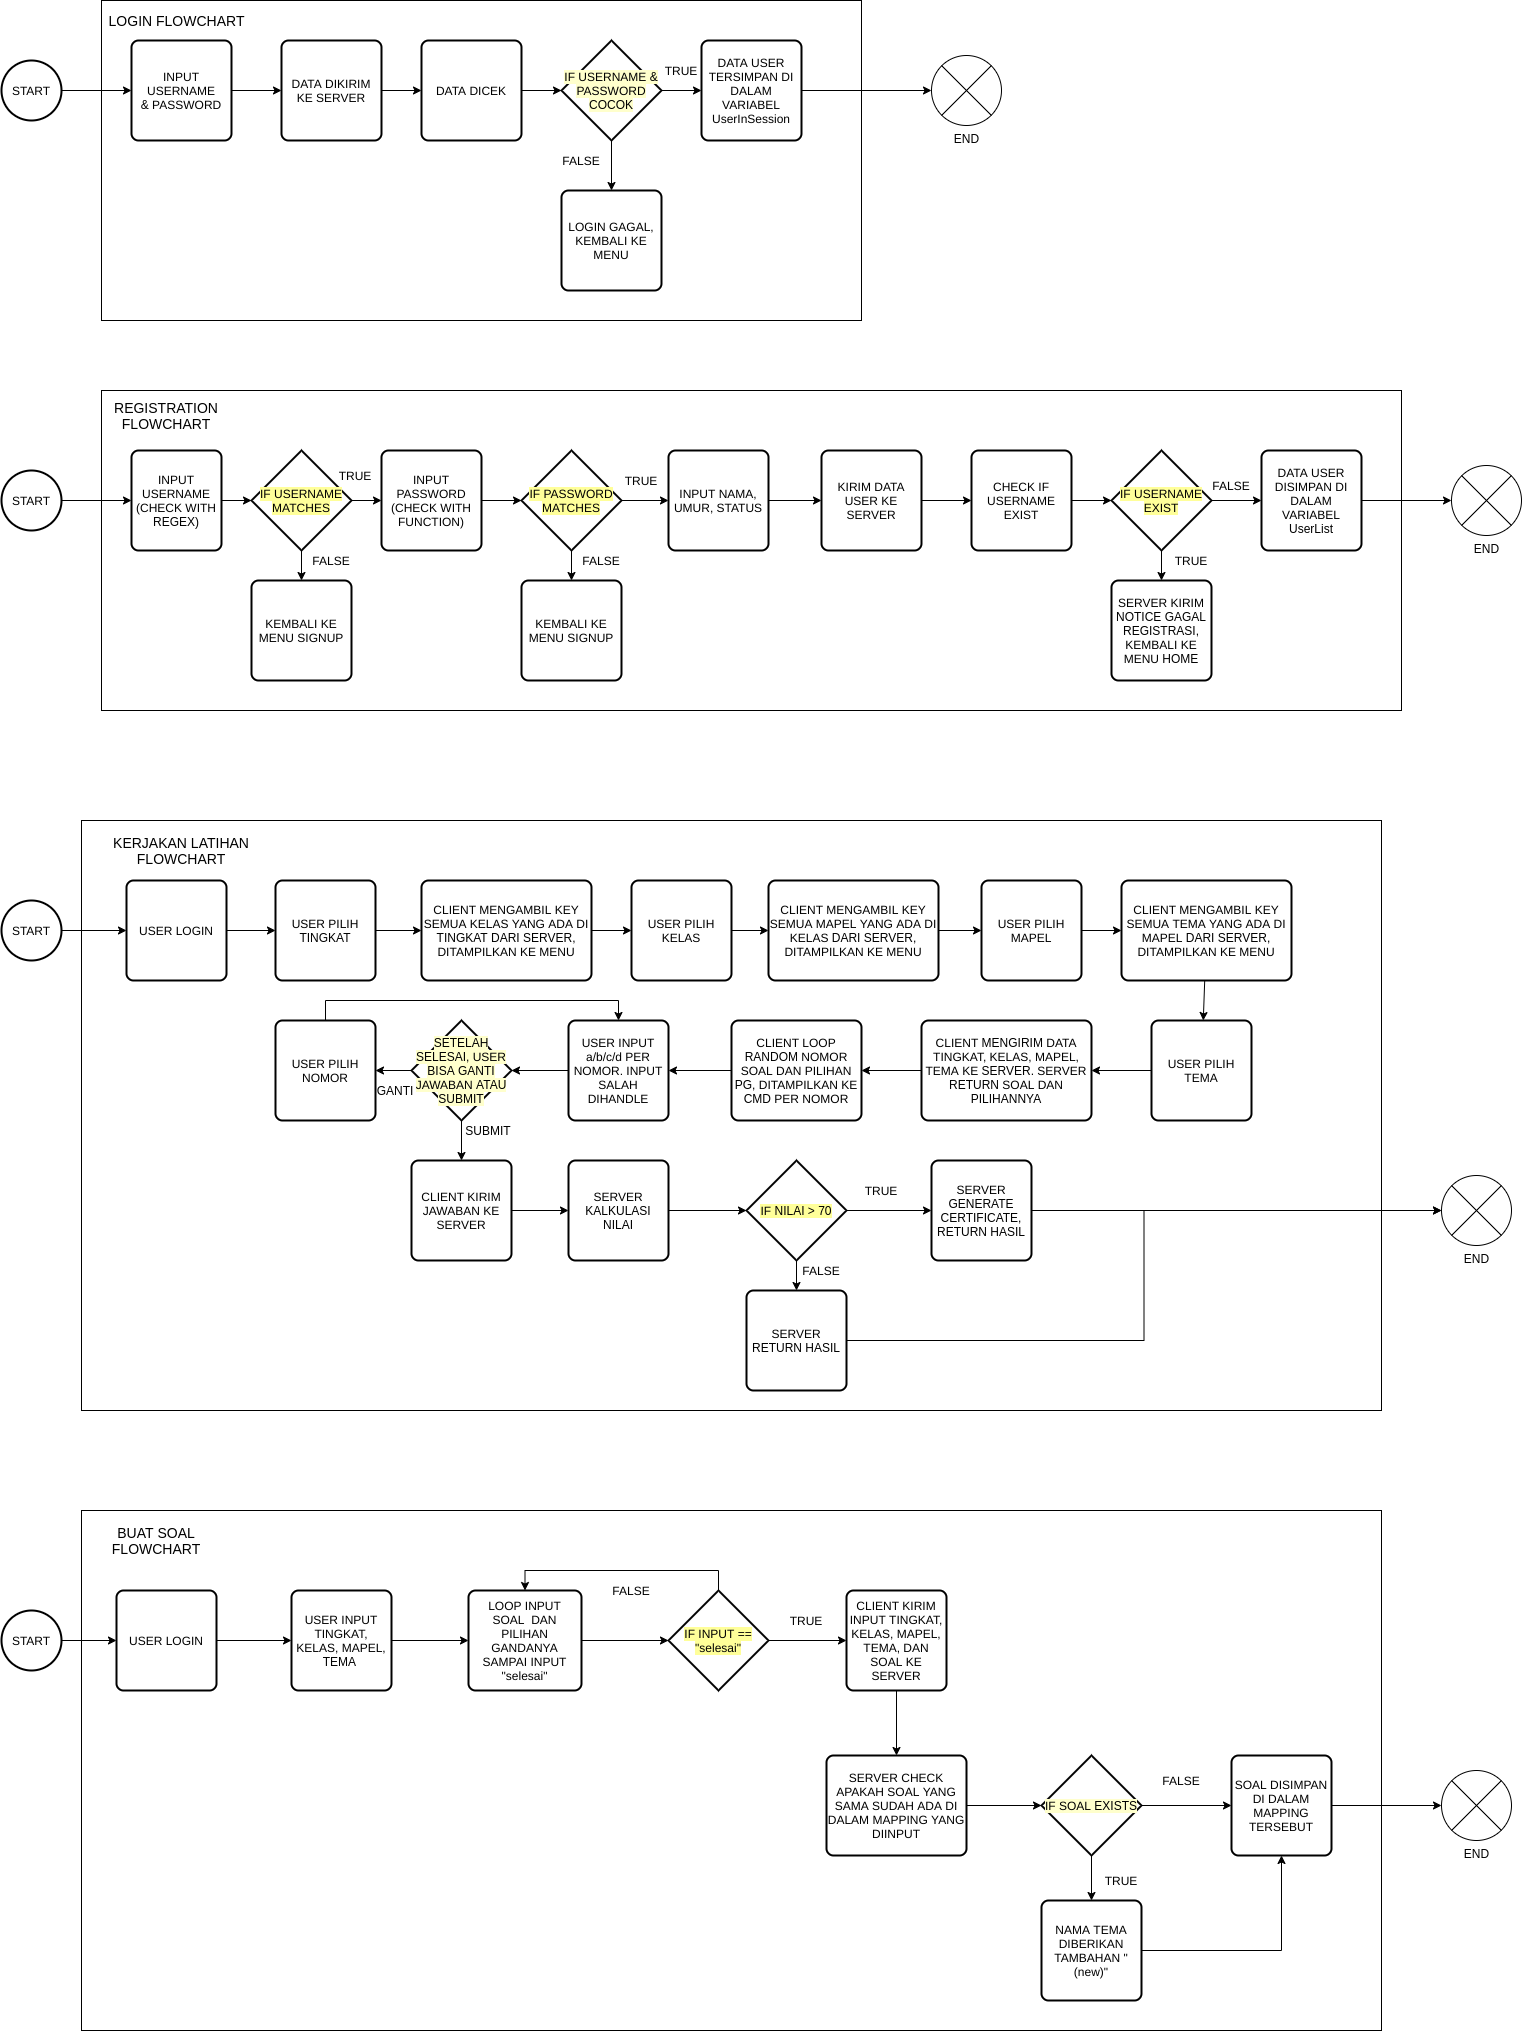 LOGIN FLOWCHART
START
INPUT
USERNAME
& PASSWORD
DATA DIKIRIM
KE SERVER
DATA DICEK
IF USERNAME &
PASSWORD
COCOK
TRUE
DATA USER
TERSIMPAN DI
DALAM
VARIABEL
UserInSession
END
FALSE
LOGIN GAGAL,
KEMBALI KE
MENU
REGISTRATION
FLOWCHART
START
INPUT
USERNAME
(CHECK WITH
REGEX)
IF USERNAME
MATCHES
TRUE
INPUT
PASSWORD
(CHECK WITH
FUNCTION)
IF PASSWORD
MATCHES
TRUE
INPUT NAMA,
UMUR, STATUS
KIRIM DATA
USER KE
SERVER
CHECK IF
USERNAME
EXIST
IF USERNAME
EXIST
FALSE
DATA USER
DISIMPAN DI
DALAM
VARIABEL
UserList
END
FALSE
KEMBALI KE
MENU SIGNUP
FALSE
KEMBALI KE
MENU SIGNUP
TRUE
SERVER KIRIM
NOTICE GAGAL
REGISTRASI,
KEMBALI KE
MENU HOME
KERJAKAN LATIHAN
FLOWCHART
START
USER LOGIN
USER PILIH
TINGKAT
CLIENT MENGAMBIL KEY
SEMUA KELAS YANG ADA DI
TINGKAT DARI SERVER,
DITAMPILKAN KE MENU
USER PILIH
KELAS
CLIENT MENGAMBIL KEY
SEMUA MAPEL YANG ADA DI
KELAS DARI SERVER,
DITAMPILKAN KE MENU
USER PILIH
MAPEL
CLIENT MENGAMBIL KEY
SEMUA TEMA YANG ADA DI
MAPEL DARI SERVER,
DITAMPILKAN KE MENU
USER PILIH
TEMA
CLIENT MENGIRIM DATA
TINGKAT, KELAS, MAPEL,
TEMA KE SERVER. SERVER
RETURN SOAL DAN
PILIHANNYA
CLIENT LOOP
RANDOM NOMOR
SOAL DAN PILIHAN
PG, DITAMPILKAN KE
CMD PER NOMOR
USER INPUT
a/b/c/d PER
NOMOR. INPUT
SALAH
DIHANDLE
SETELAH
SELESAI, USER
BISA GANTI
JAWABAN ATAU
SUBMIT
GANTI
USER PILIH
NOMOR
SUBMIT
CLIENT KIRIM
JAWABAN KE
SERVER
SERVER
KALKULASI
NILAI
IF NILAI > 70
TRUE
SERVER
GENERATE
CERTIFICATE,
RETURN HASIL
END
FALSE
SERVER
RETURN HASIL
BUAT SOAL
FLOWCHART
START
USER LOGIN
USER INPUT
TINGKAT,
KELAS, MAPEL,
TEMA
LOOP INPUT
SOAL  DAN
PILIHAN
GANDANYA
SAMPAI INPUT
"selesai"
FALSE
IF INPUT ==
"selesai"
TRUE
CLIENT KIRIM
INPUT TINGKAT,
KELAS, MAPEL,
TEMA, DAN
SOAL KE
SERVER
SERVER CHECK
APAKAH SOAL YANG
SAMA SUDAH ADA DI
DALAM MAPPING YANG
DIINPUT
IF SOAL EXISTS
FALSE
SOAL DISIMPAN
DI DALAM
MAPPING
TERSEBUT
END
TRUE
NAMA TEMA
DIBERIKAN
TAMBAHAN "
(new)"